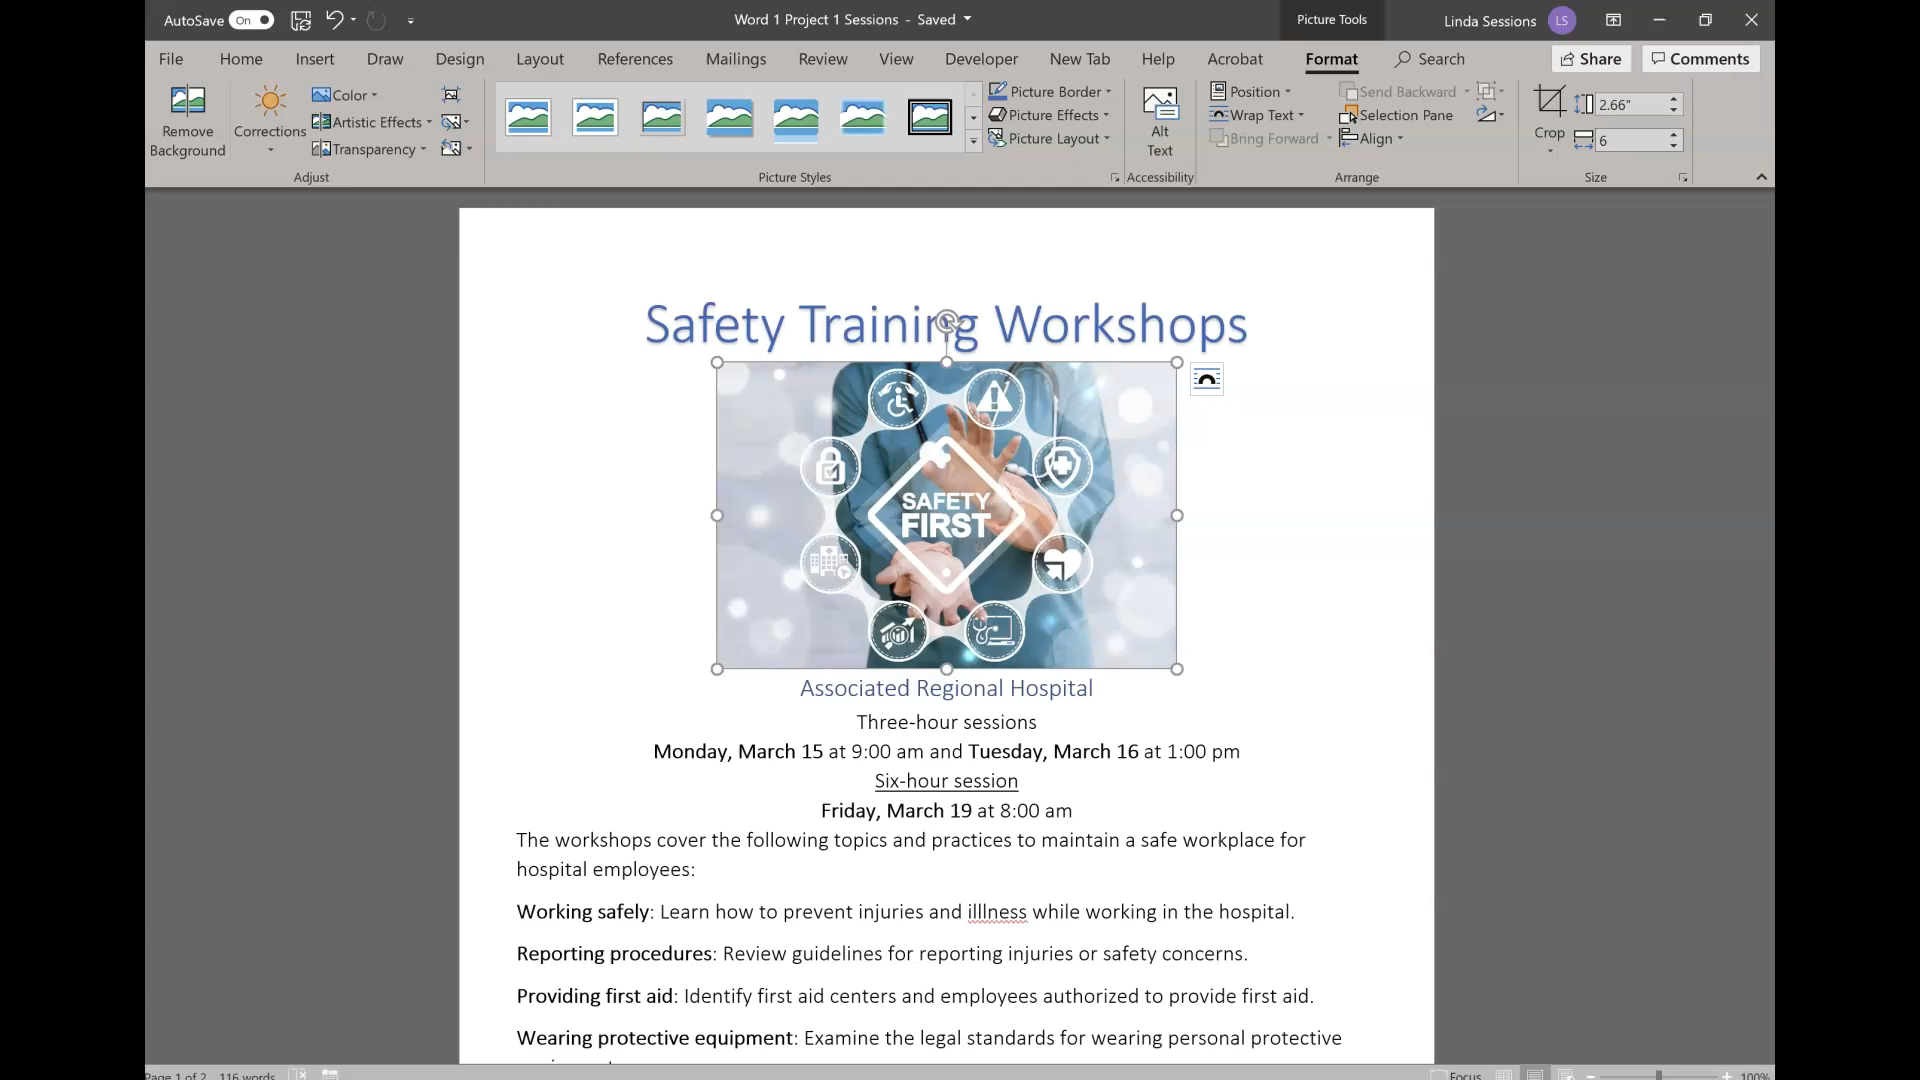 AutoSave On
Word 1 Project 1 Sessions - Saved
Picture Tools
Linda Sessions LS
File Home Insert Draw Design Layout References Mailings Review View Developer New Tab Help Acrobat Format Search Share Comments
Remove Background
Corrections
Color
Artistic Effects
Transparency
Adjust
Picture Border
Picture Effects
Picture Layout
Picture Styles
Alt Text
Accessibility
Position
Wrap Text
Bring Forward
Send Backward
Selection Pane
Align
Arrange
Crop
2.66"
6
Size
Safety Training Workshops
SAFETY
FIRST
Associated Regional Hospital
Three-hour sessions
Monday, March 15 at 9:00 am and Tuesday, March 16 at 1:00 pm
Six-hour session
Friday, March 19 at 8:00 am
The workshops cover the following topics and practices to maintain a safe workplace for
hospital employees:
Working safely: Learn how to prevent injuries and illlness while working in the hospital.
Reporting procedures: Review guidelines for reporting injuries or safety concerns.
Providing first aid: Identify first aid centers and employees authorized to provide first aid.
Wearing protective equipment: Examine the legal standards for wearing personal protective
Page 1 of 2 116 words Focus 100%